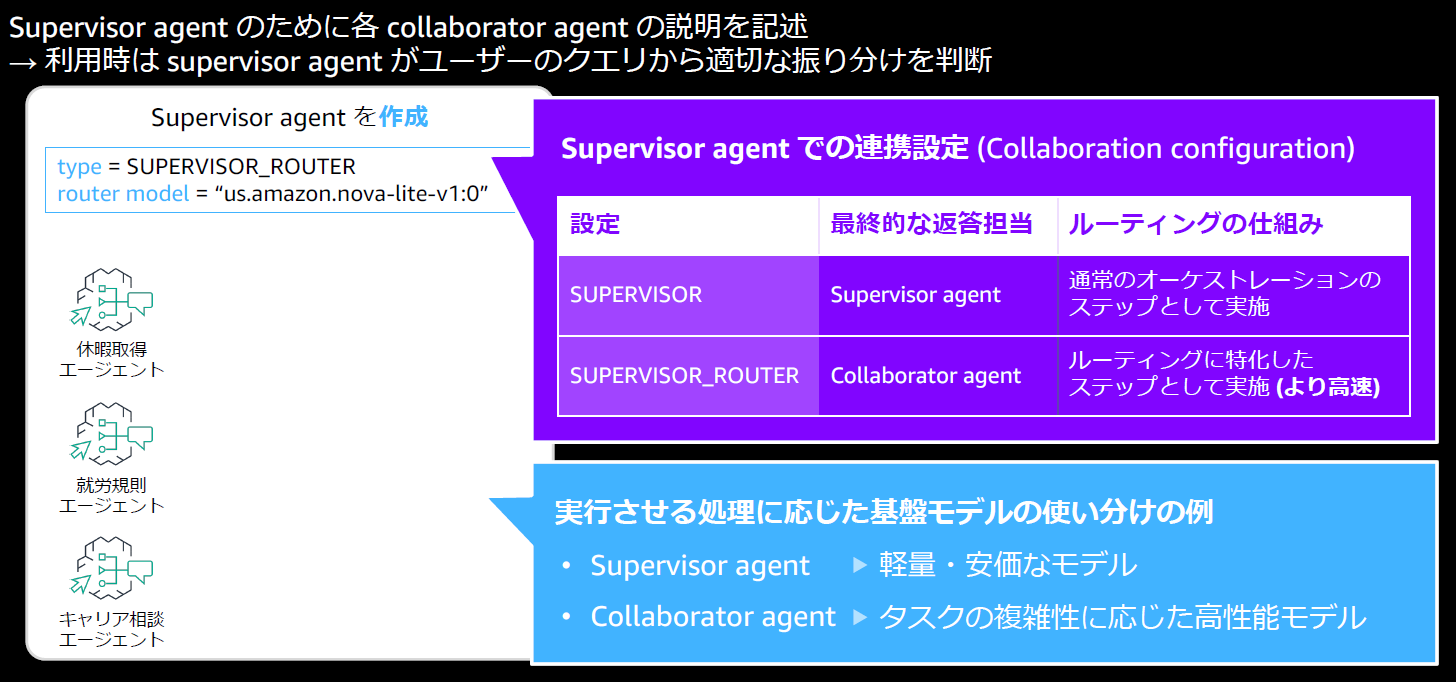 Supervisor agent のために各 collaborator agent の説明を記述
→ 利用時は supervisor agent がユーザーのクエリから適切な振り分けを判断
Supervisor agent を作成
type = SUPERVISOR_ROUTER
router model = “us.amazon.nova-lite-v1:0”
休暇取得
エージェント
就労規則
エージェント
キャリア相談
エージェント
Supervisor agent での連携設定 (Collaboration configuration)
設定 最終的な返答担当 ルーティングの仕組み
SUPERVISOR Supervisor agent 通常のオーケストレーションの
ステップとして実施
SUPERVISOR_ROUTER Collaborator agent ルーティングに特化した
ステップとして実施 (より高速)
実行させる処理に応じた基盤モデルの使い分けの例
• Supervisor agent ▶ 軽量・安価なモデル
• Collaborator agent ▶ タスクの複雑性に応じた高性能モデル